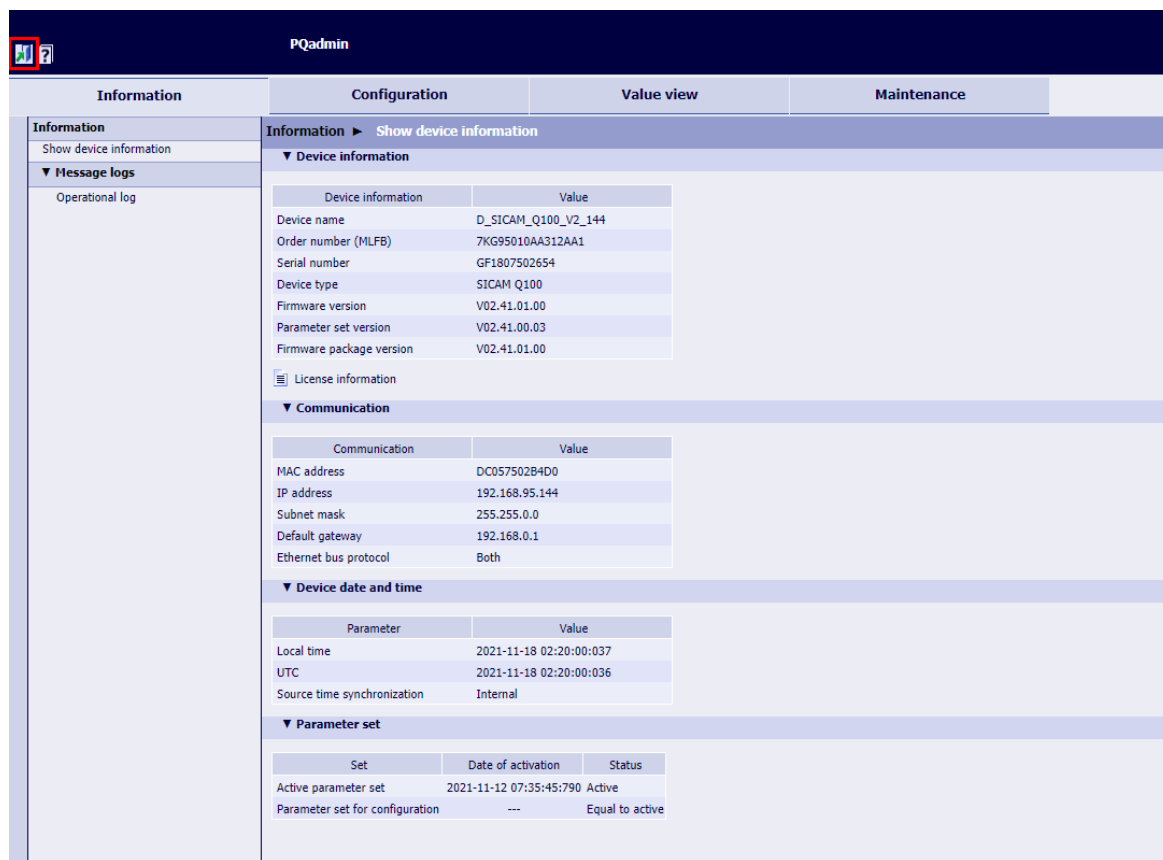 PQadmin
Information Configuration Value view Maintenance
Information
Show device information
▼ Message logs
Operational log
Information ► Show device information
▼ Device information
Device information Value
Device name D_SICAM_Q100_V2_144
Order number (MLFB) 7KG95010AA312AA1
Serial number GF1807502654
Device type SICAM Q100
Firmware version V02.41.01.00
Parameter set version V02.41.00.03
Firmware package version V02.41.01.00
License information
▼ Communication
Communication Value
MAC address DC057502B4D0
IP address 192.168.95.144
Subnet mask 255.255.0.0
Default gateway 192.168.0.1
Ethernet bus protocol Both
▼ Device date and time
Parameter Value
Local time 2021-11-18 02:20:00:037
UTC 2021-11-18 02:20:00:036
Source time synchronization Internal
▼ Parameter set
Set Date of activation Status
Active parameter set 2021-11-12 07:35:45:790 Active
Parameter set for configuration --- Equal to active